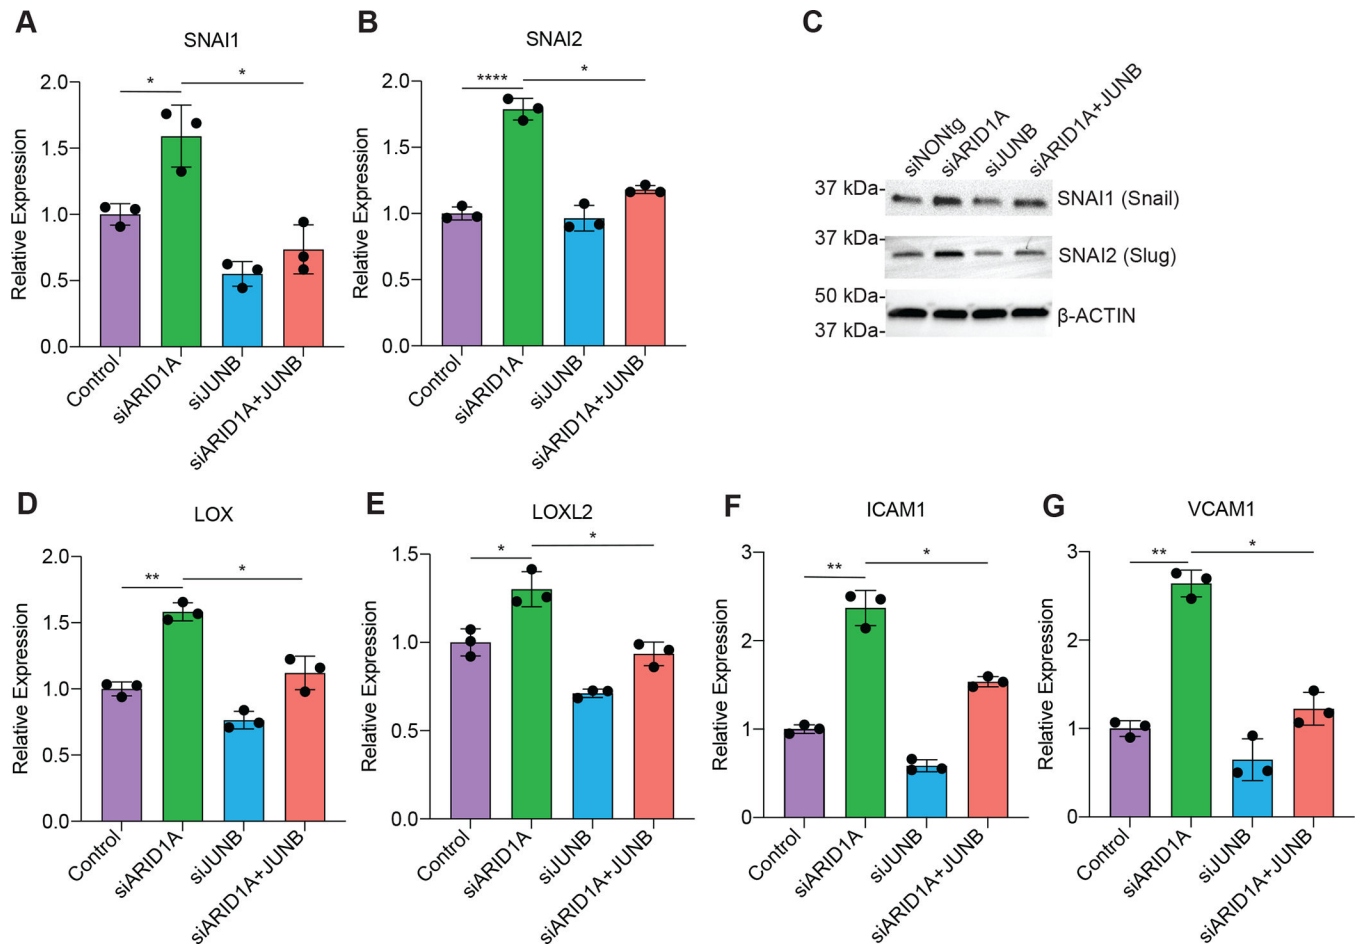 A
SNAI1
Relative Expression
2.0
1.5
1.0
0.5
0.0
*
*
Control
siARID1A
siJUNB
siARID1A+JUNB
B
SNAI2
Relative Expression
2.0
1.5
1.0
0.5
0.0
****
*
Control
siARID1A
siJUNB
siARID1A+JUNB
C
siNONtg
siARID1A
siJUNB
siARID1A+JUNB
37 kDa-
SNAI1 (Snail)
37 kDa-
SNAI2 (Slug)
50 kDa-
β-ACTIN
37 kDa-
D
LOX
Relative Expression
2.0
1.5
1.0
0.5
0.0
**
*
Control
siARID1A
siJUNB
siARID1A+JUNB
E
LOXL2
Relative Expression
1.5
1.0
0.5
0.0
*
*
Control
siARID1A
siJUNB
siARID1A+JUNB
F
ICAM1
Relative Expression
3
2
1
0
**
*
Control
siARID1A
siJUNB
siARID1A+JUNB
G
VCAM1
Relative Expression
3
2
1
0
**
*
Control
siARID1A
siJUNB
siARID1A+JUNB